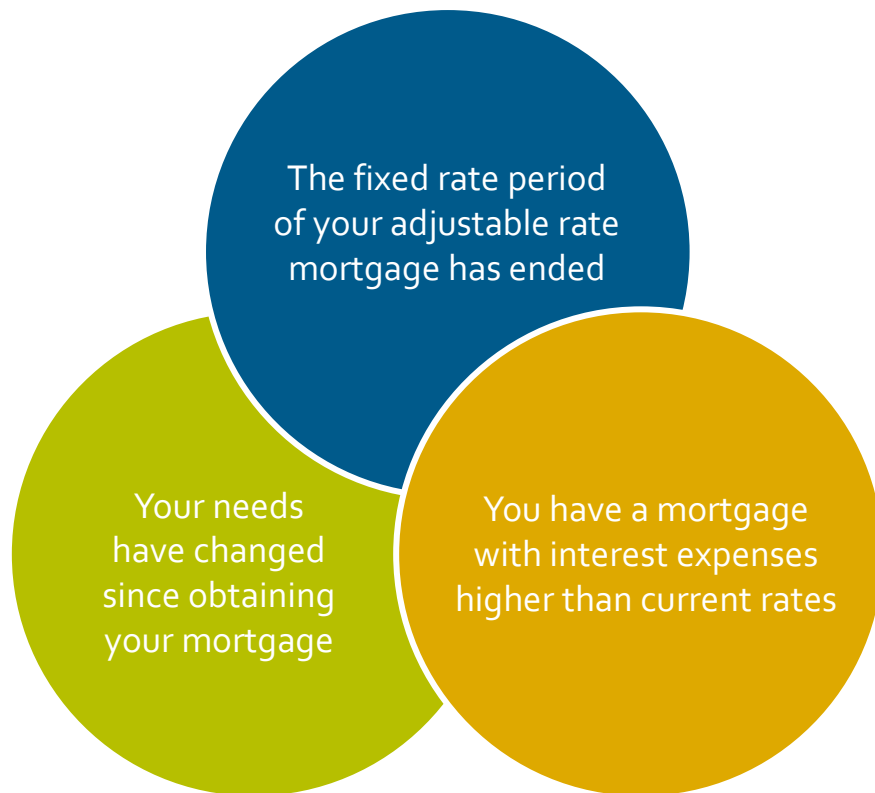 The fixed rate period
of your adjustable rate
mortgage has ended
Your needs
have changed
since obtaining
your mortgage
You have a mortgage
with interest expenses
higher than current rates